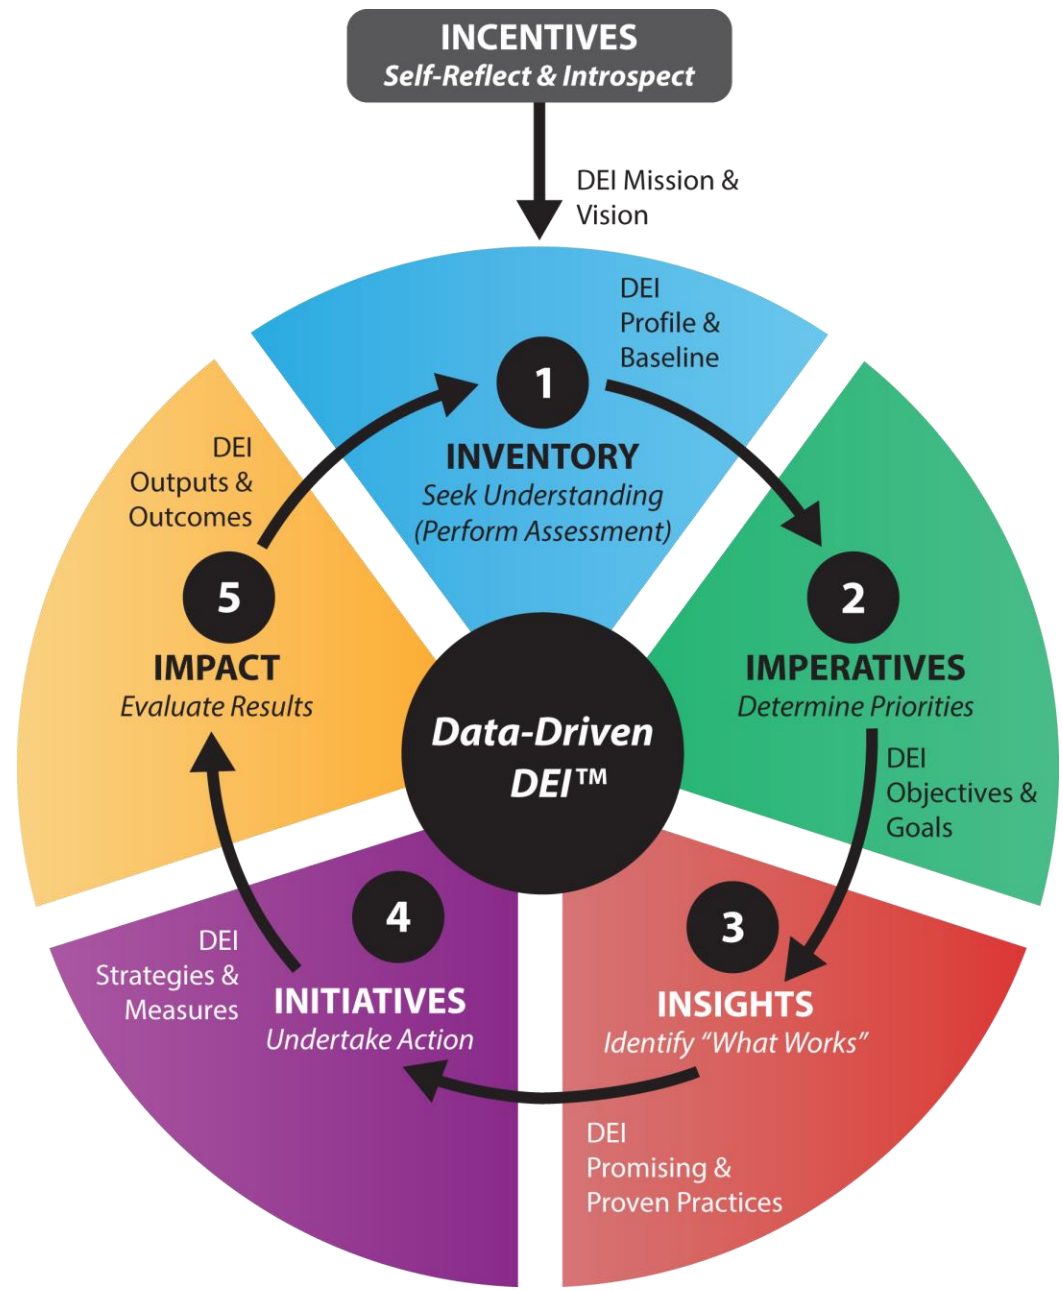 INCENTIVES
Self-Reflect & Introspect
DEI Mission &
Vision
DEI
Profile &
Baseline
1
INVENTORY
Seek Understanding
(Perform Assessment)
2
IMPERATIVES
Determine Priorities
DEI
Objectives &
Goals
3
INSIGHTS
Identify “What Works”
DEI
Promising &
Proven Practices
4
INITIATIVES
Undertake Action
DEI
Strategies &
Measures
5
IMPACT
Evaluate Results
DEI
Outputs &
Outcomes
Data-Driven
DEI™